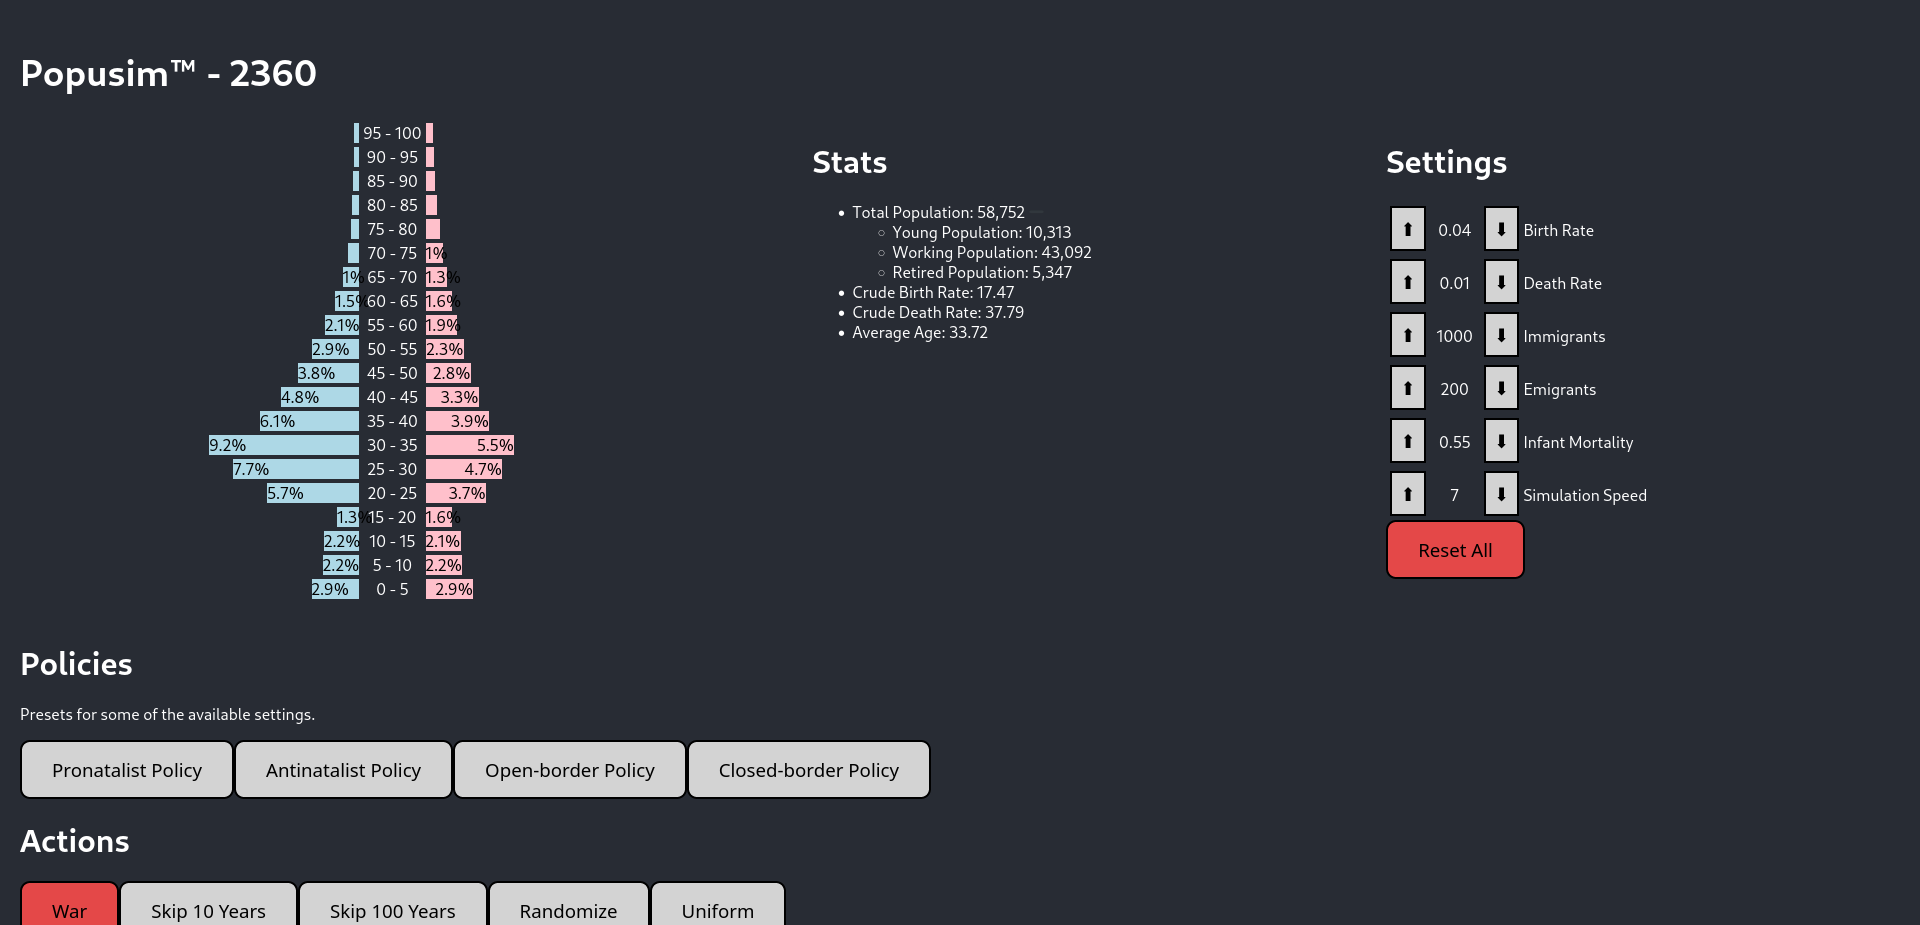 Popusim™ - 2360
95 - 100
90 - 95
85 - 90
80 - 85
75 - 80
70 - 75 1%
1% 65 - 70 1.3%
1.5% 60 - 65 1.6%
2.1% 55 - 60 1.9%
2.9% 50 - 55 2.3%
3.8% 45 - 50 2.8%
4.8% 40 - 45 3.3%
6.1% 35 - 40 3.9%
9.2% 30 - 35 5.5%
7.7% 25 - 30 4.7%
5.7% 20 - 25 3.7%
1.3% 15 - 20 1.6%
2.2% 10 - 15 2.1%
2.2% 5 - 10 2.2%
2.9% 0 - 5 2.9%
Stats
Total Population: 58,752
Young Population: 10,313
Working Population: 43,092
Retired Population: 5,347
Crude Birth Rate: 17.47
Crude Death Rate: 37.79
Average Age: 33.72
Settings
⬆ 0.04 ⬇ Birth Rate
⬆ 0.01 ⬇ Death Rate
⬆ 1000 ⬇ Immigrants
⬆ 200 ⬇ Emigrants
⬆ 0.55 ⬇ Infant Mortality
⬆ 7 ⬇ Simulation Speed
Reset All
Policies
Presets for some of the available settings.
Pronatalist Policy Antinatalist Policy Open-border Policy Closed-border Policy
Actions
War Skip 10 Years Skip 100 Years Randomize Uniform